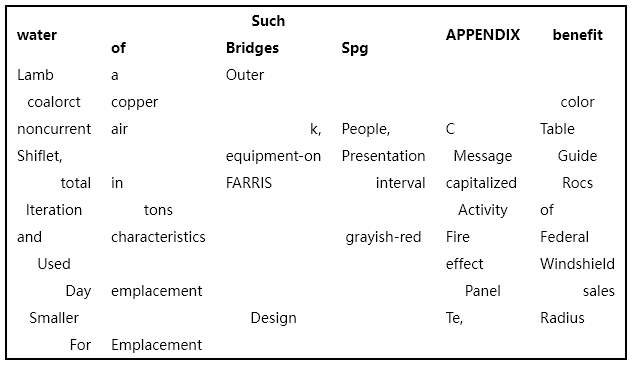 water of Such Bridges Spg APPENDIX benefit
Lamb a Outer
coalorct copper color
noncurrent air k, People, C Table
Shiflet, equipment-on Presentation Message Guide
total in FARRIS interval capitalized Rocs
Iteration tons Activity of
and characteristics grayish-red Fire Federal
Used effect Windshield
Day emplacement Panel sales
Smaller Design Te, Radius
For Emplacement